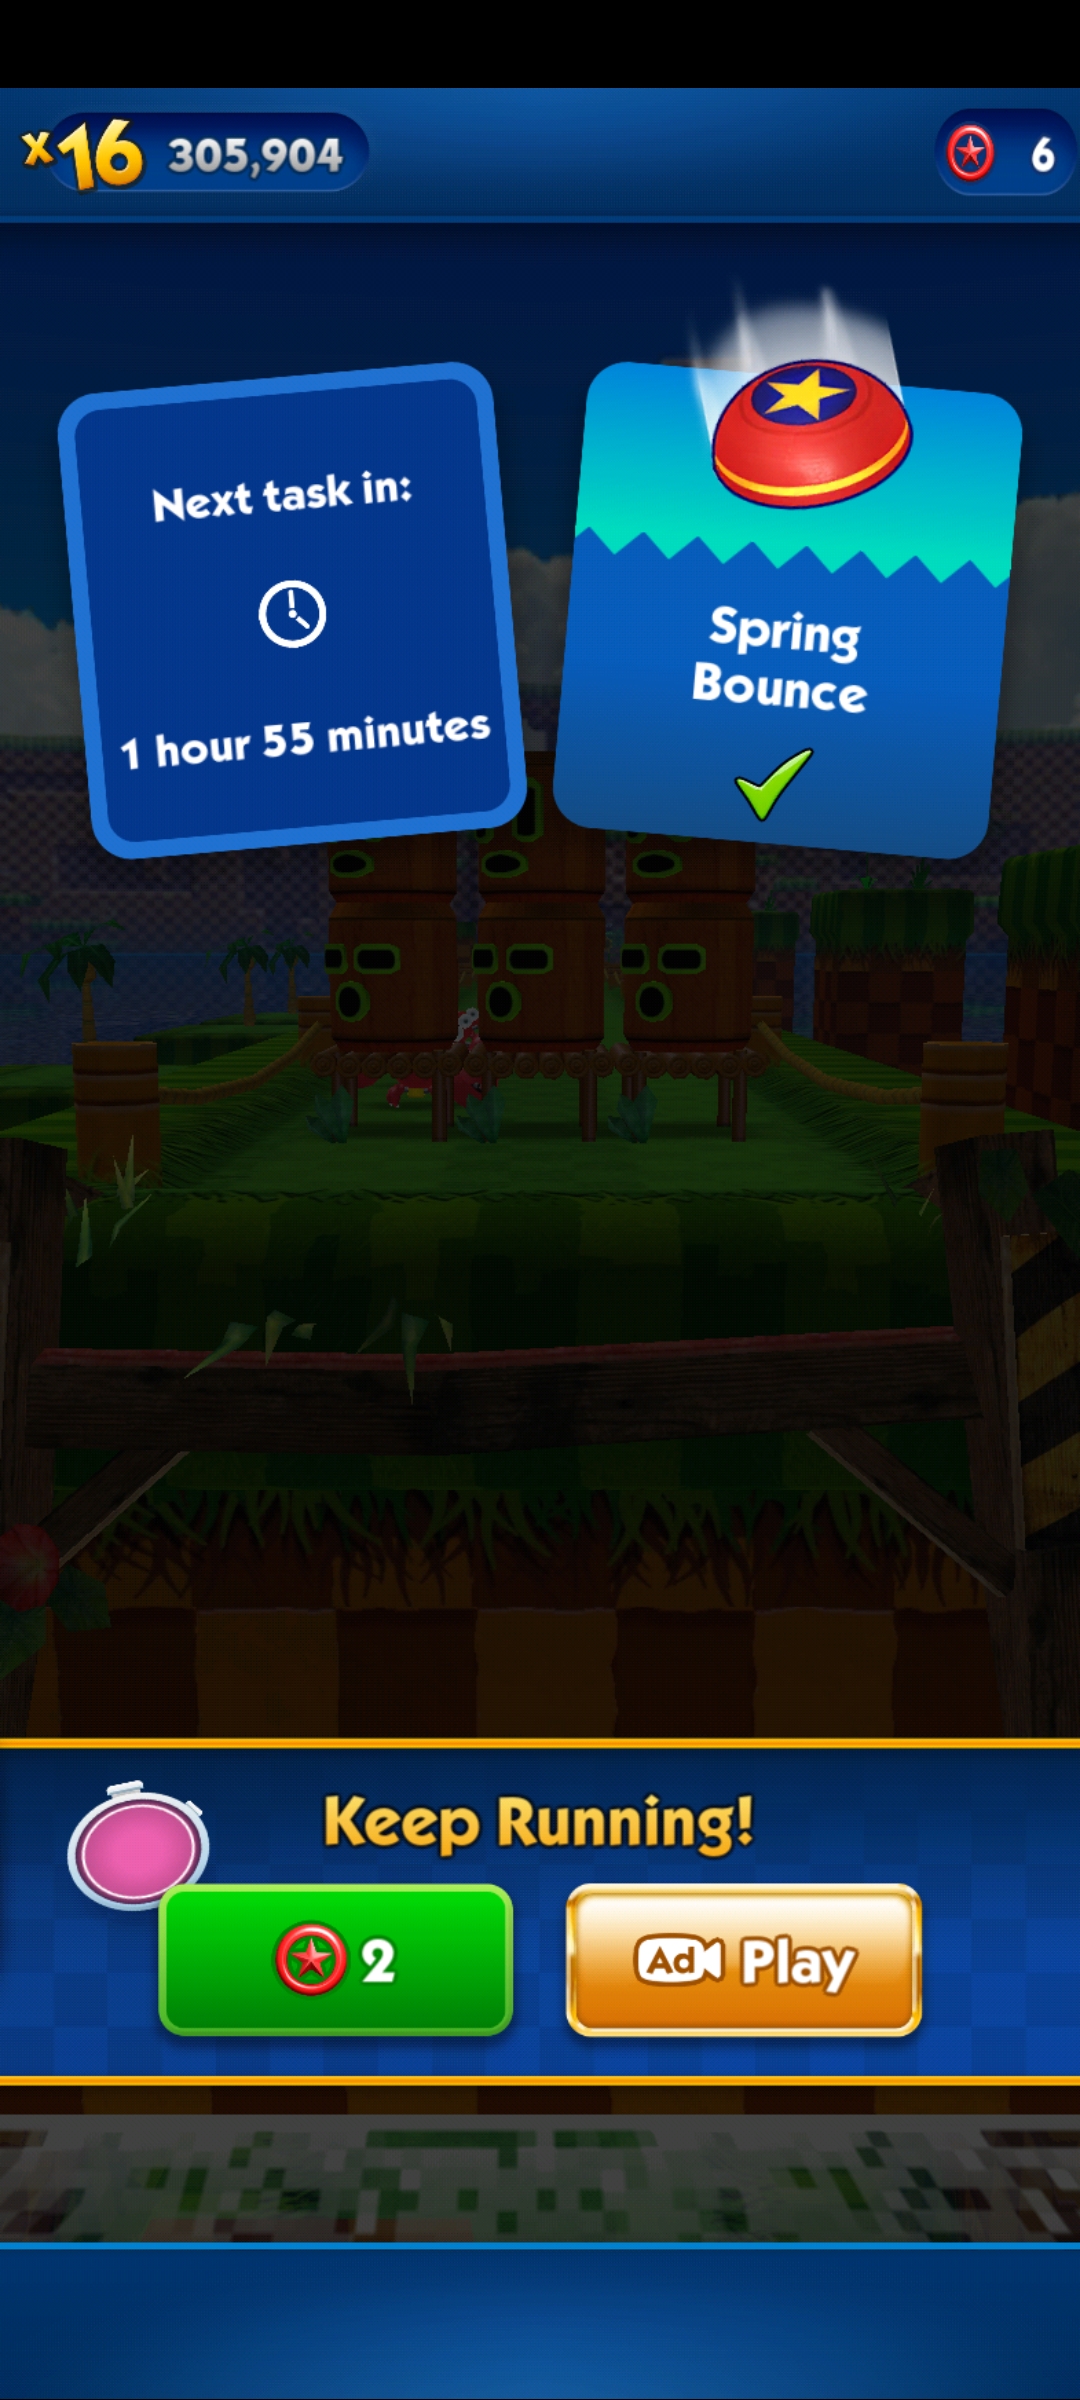 x16 305,904
6
Next task in:
1 hour 55 minutes
Spring
Bounce
Keep Running!
2
Ad Play